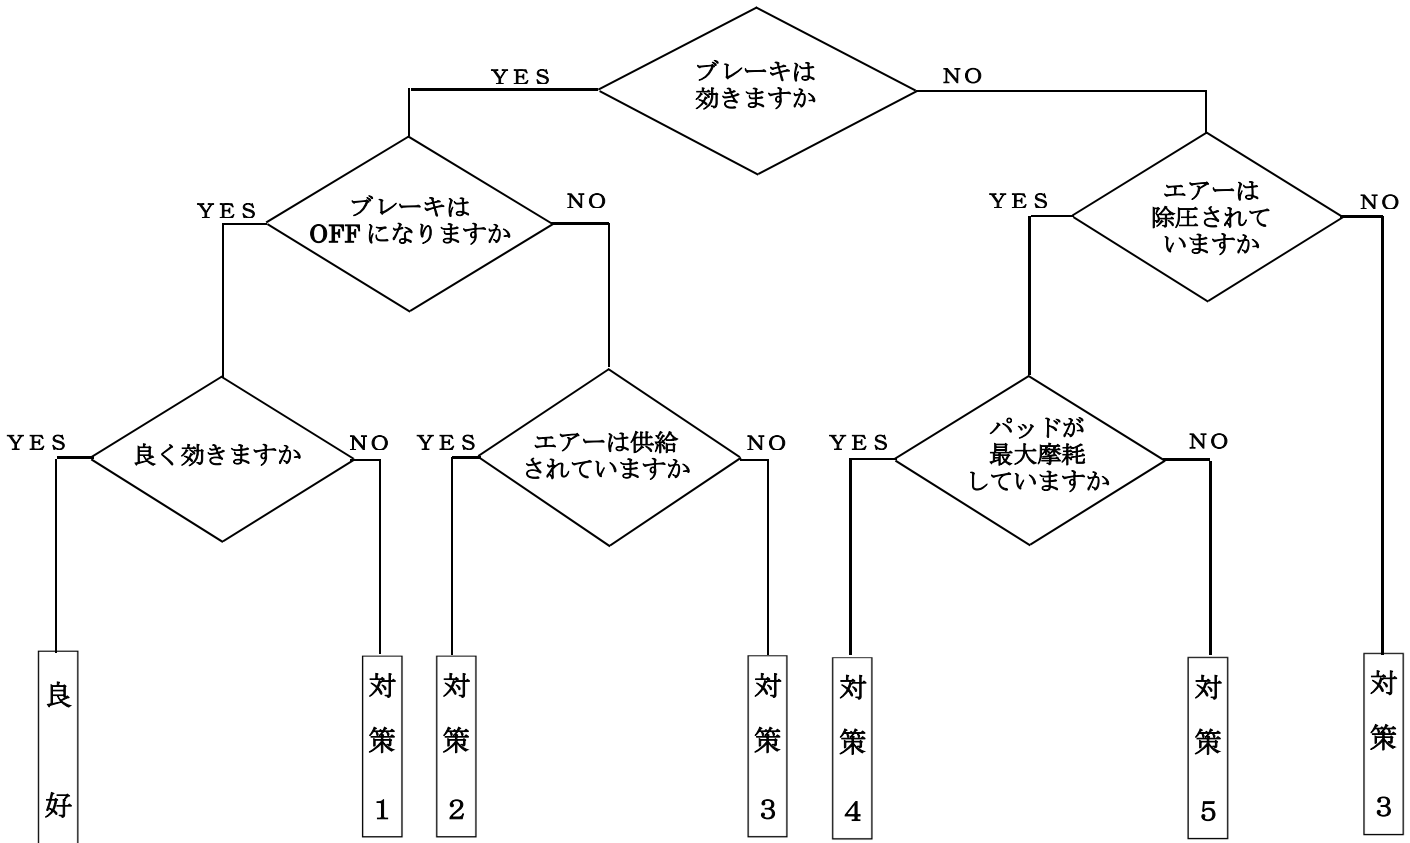 ブレーキは
効きますか
YES
NO
ブレーキは
OFFになりますか
YES
NO
エアーは
除圧されて
いますか
YES
NO
良く効きますか
YES
NO
エアーは供給
されていますか
YES
NO
パッドが
最大摩耗
していますか
YES
NO
良好
対策1
対策2
対策3
対策4
対策5
対策3